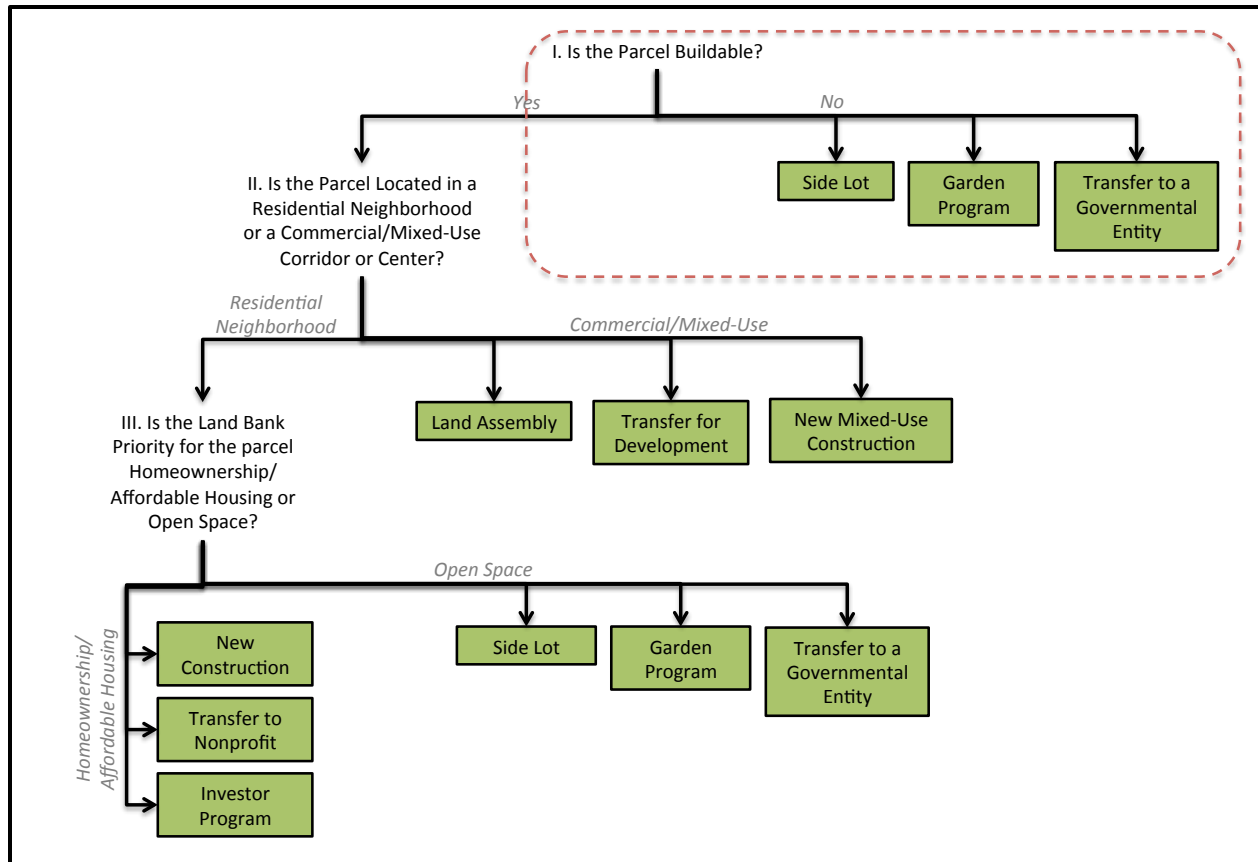 I. Is the Parcel Buildable?
Yes
No
Side Lot
Garden
Program
Transfer to a
Governmental
Entity
II. Is the Parcel Located in a
Residential Neighborhood
or a Commercial/Mixed-Use
Corridor or Center?
Residential
Neighborhood
Commercial/Mixed-Use
Land Assembly
Transfer for
Development
New Mixed-Use
Construction
III. Is the Land Bank
Priority for the parcel
Homeownership/
Affordable Housing or
Open Space?
Open Space
Homeownership/
Affordable Housing
New
Construction
Transfer to
Nonprofit
Investor
Program
Side Lot
Garden
Program
Transfer to a
Governmental
Entity